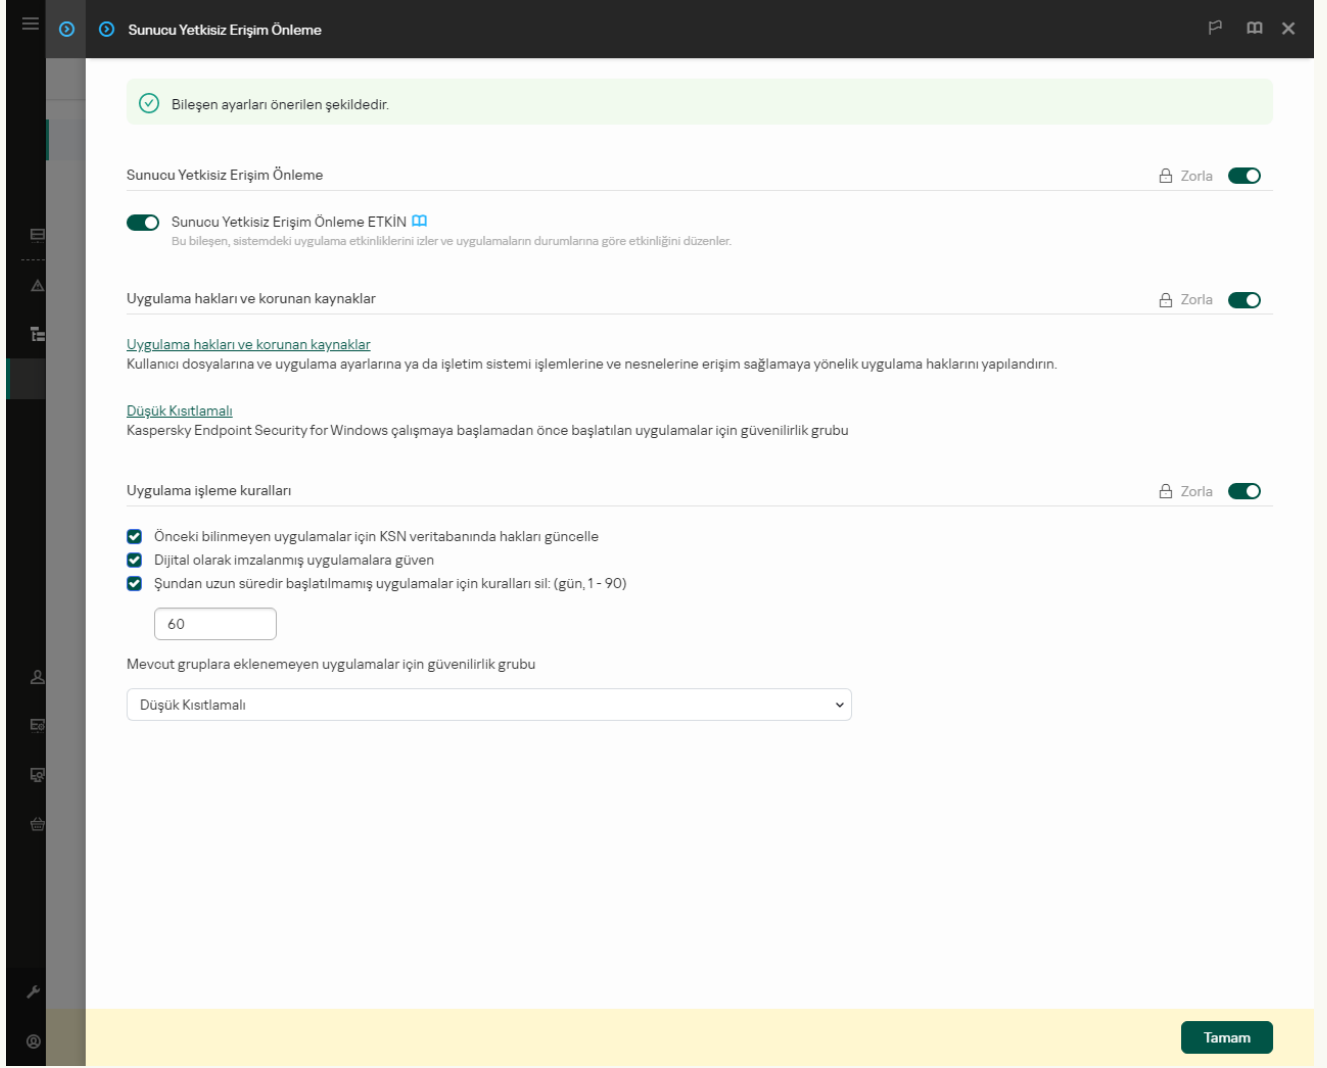 Sunucu Yetkisiz Erişim Önleme
Bileşen ayarları önerilen şekildedir.
Sunucu Yetkisiz Erişim Önleme
Zorla
Sunucu Yetkisiz Erişim Önleme ETKİN
Bu bileşen, sistemdeki uygulama etkinliklerini izler ve uygulamaların durumlarına göre etkinliğini düzenler.
Uygulama hakları ve korunan kaynaklar
Zorla
Uygulama hakları ve korunan kaynaklar
Kullanıcı dosyalarına ve uygulama ayarlarına ya da işletim sistemi işlemlerine ve nesnelerine erişim sağlamaya yönelik uygulama haklarını yapılandırın.
Düşük Kısıtlamalı
Kaspersky Endpoint Security for Windows çalışmaya başlamadan önce başlatılan uygulamalar için güvenilirlik grubu
Uygulama işleme kuralları
Zorla
Önceki bilinmeyen uygulamalar için KSN veritabanında hakları güncelle
Dijital olarak imzalanmış uygulamalara güven
Şundan uzun süredir başlatılmamış uygulamalar için kuralları sil: (gün, 1 - 90)
60
Mevcut gruplara eklenemeyen uygulamalar için güvenilirlik grubu
Düşük Kısıtlamalı
Tamam